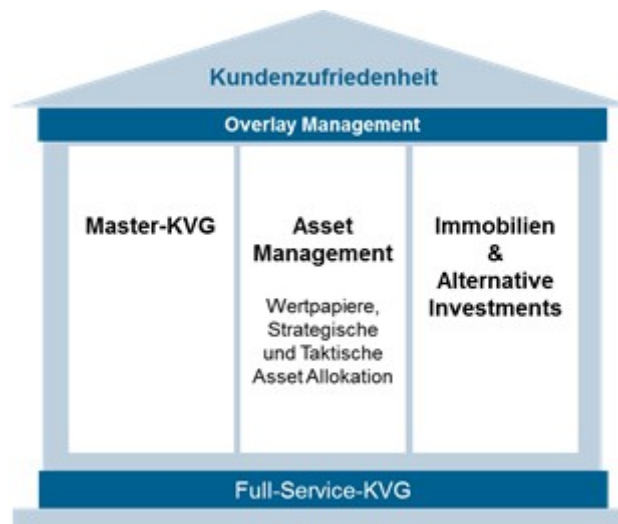 Kundenzufriedenheit
Overlay Management
Master-KVG
Asset
Management
Wertpapiere,
Strategische
und Taktische
Asset Allokation
Immobilien
&
Alternative
Investments
Full-Service-KVG